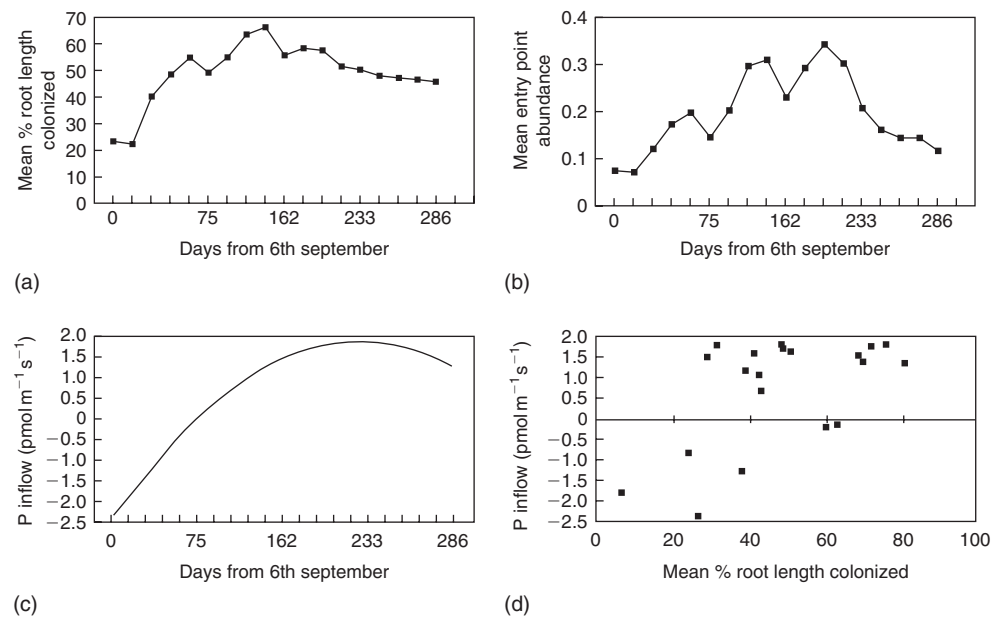 70
60
50
40
30
20
10
0
Mean % root length
colonized
0 75 162 233 286
Days from 6th september
(a)
0.4
0.3
0.2
0.1
0
Mean entry point
abundance
0 75 162 233 286
Days from 6th september
(b)
2.0
1.5
1.0
0.5
0
−0.5
−1.0
−1.5
−2.0
−2.5
P inflow (pmol m⁻¹ s⁻¹)
0 75 162 233 286
Days from 6th september
(c)
2.0
1.5
1.0
0.5
0
−0.5
−1.0
−1.5
−2.0
−2.5
P inflow (pmol m⁻¹ s⁻¹)
0 20 40 60 80 100
Mean % root length colonized
(d)